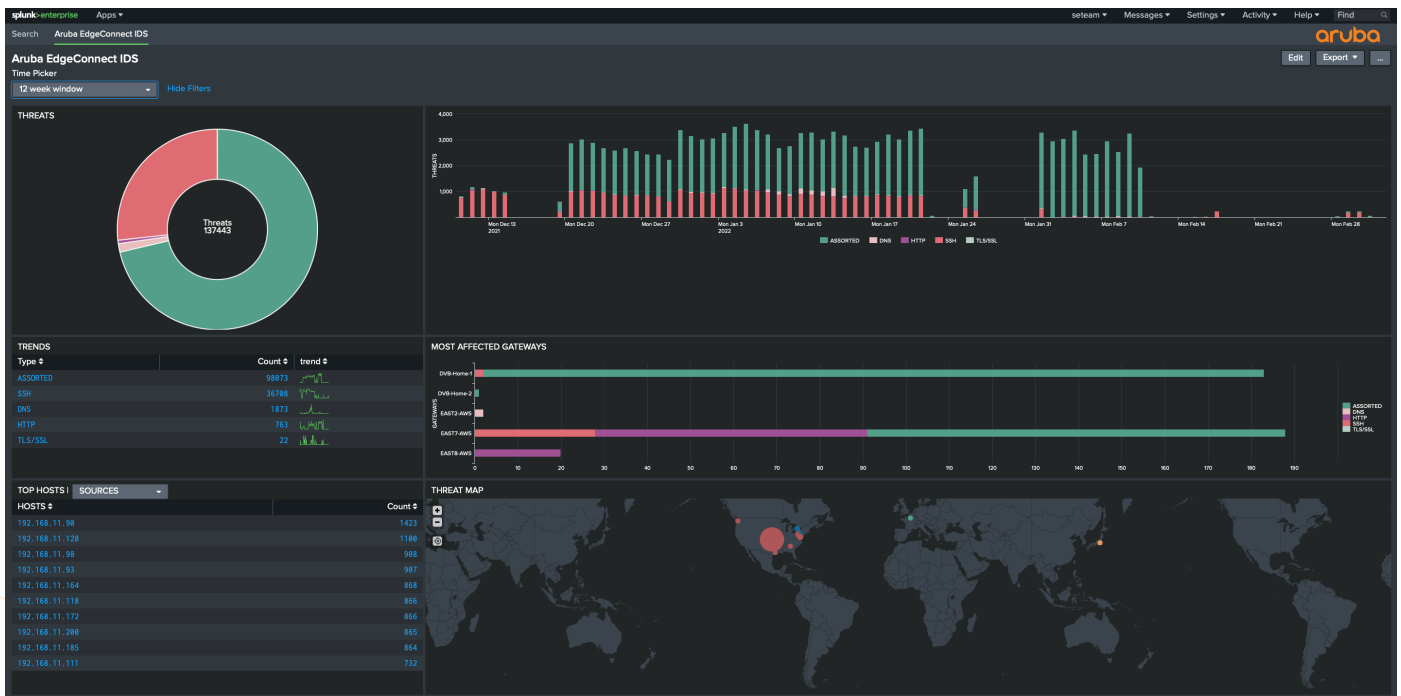 splunk>enterprise Apps▾ seteam▾ Messages▾ Settings▾ Activity▾ Help▾ Find
Search Aruba EdgeConnect IDS aruba
Aruba EdgeConnect IDS Edit Export▾ ...
Time Picker
12 week window Hide Filters
THREATS
Threats
137443
4,000
3,000
2,000
1,000
THREATS
Mon Dec 13 Mon Dec 20 Mon Dec 27 Mon Jan 3 Mon Jan 10 Mon Jan 17 Mon Jan 24 Mon Jan 31 Mon Feb 7 Mon Feb 14 Mon Feb 21 Mon Feb 28
2021 2022
ASSORTED DNS HTTP SSH TLS/SSL
TRENDS
Type Count trend
ASSORTED 98073
SSH 36708
DNS 1873
HTTP 763
TLS/SSL 22
MOST AFFECTED GATEWAYS
GATEWAYS
DVB-Home-1
DVB-Home-2
EAST2-AWS
EAST7-AWS
EAST8-AWS
0 10 20 30 40 50 60 70 80 90 100 110 120 130 140 150 160 170 180 190
ASSORTED
DNS
HTTP
SSH
TLS/SSL
TOP HOSTS | SOURCES
HOSTS Count
192.168.11.90 1423
192.168.11.128 1100
192.168.11.98 908
192.168.11.93 907
192.168.11.164 868
192.168.11.118 866
192.168.11.172 866
192.168.11.200 865
192.168.11.185 864
192.168.11.111 732
THREAT MAP